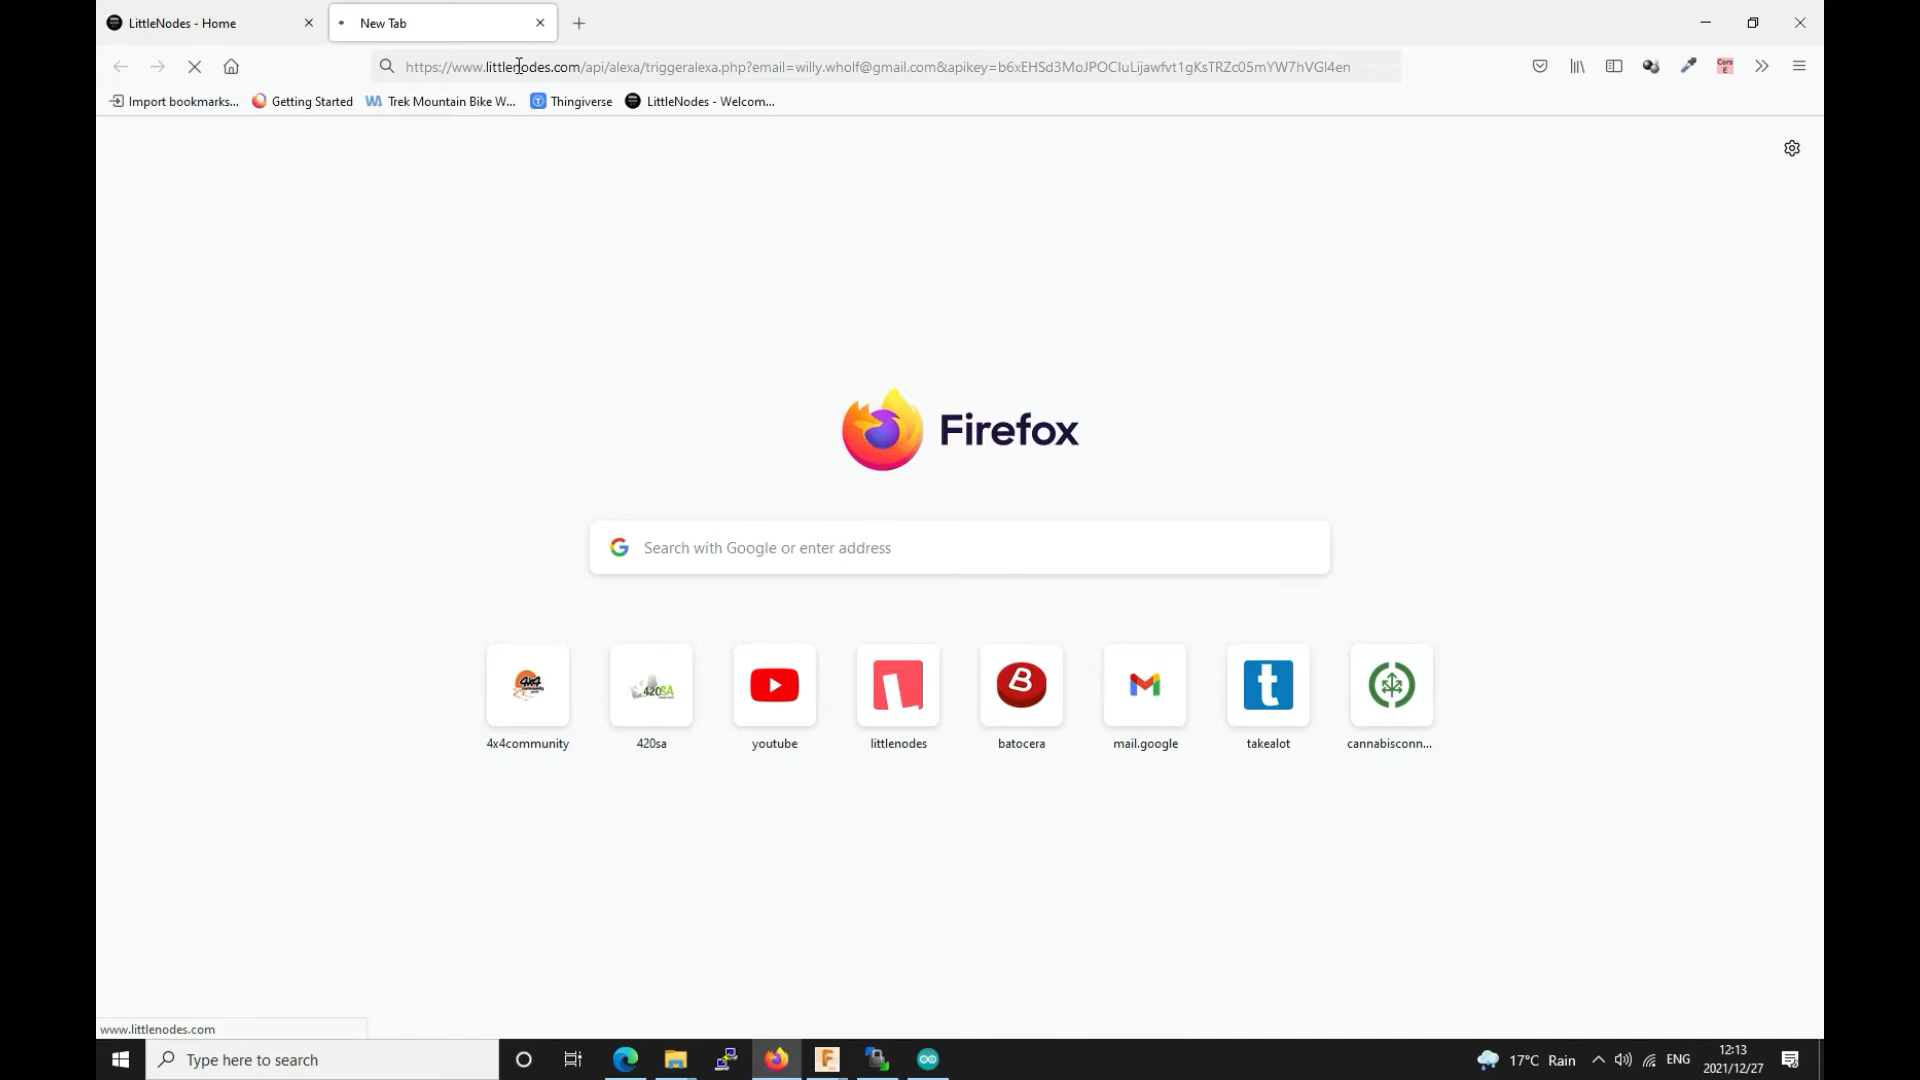 LittleNodes - Home
New Tab
https://www.littlenodes.com/api/alexa/triggeralexa.php?email=willy.wholf@gmail.com&apikey=b6xEHSd3MoJPOCIuLijawfvt1gKsTRZc05mYW7hVGl4en
Import bookmarks...
Getting Started
Trek Mountain Bike W...
Thingiverse
LittleNodes - Welcom...
Firefox
Search with Google or enter address
4x4community
420sa
youtube
littlenodes
batocera
mail.google
takealot
cannabisconn...
www.littlenodes.com
Type here to search
17°C Rain
ENG
12:13
2021/12/27